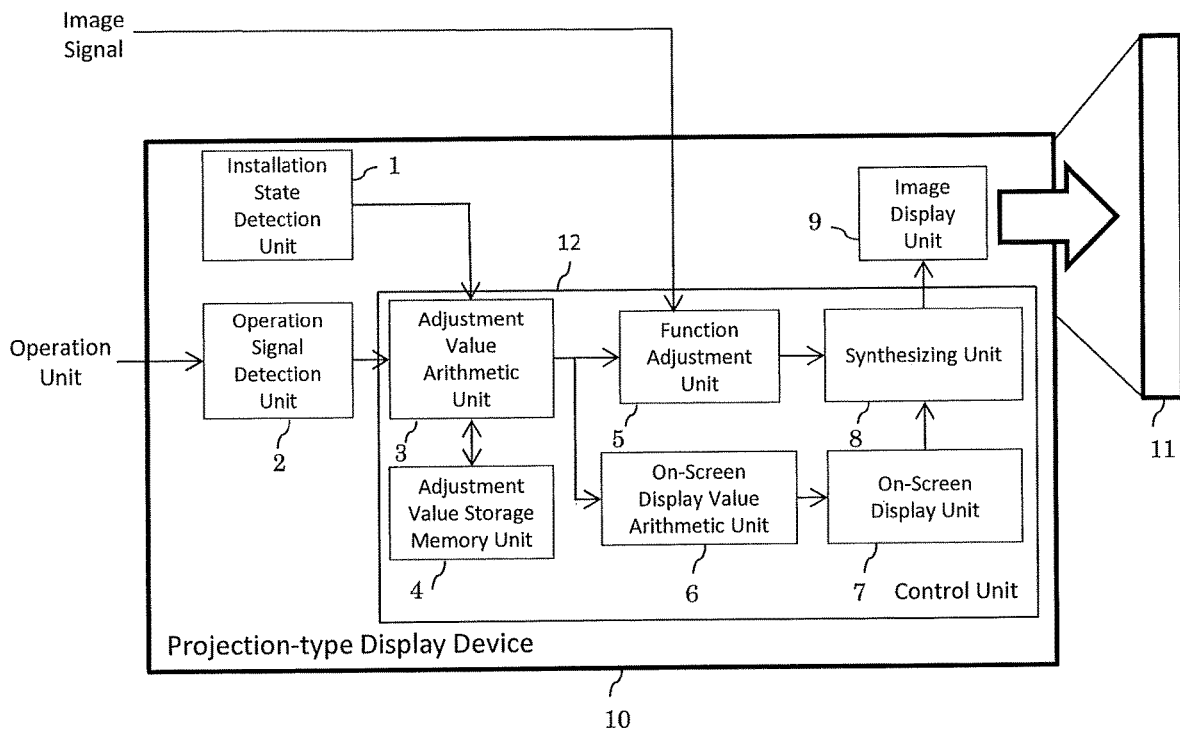 Image
Signal
Installation
State
Detection
Unit
1
Image
Display
Unit
9
12
Operation
Unit
Operation
Signal
Detection
Unit
2
Adjustment
Value
Arithmetic
Unit
3
Function
Adjustment
Unit
5
Synthesizing Unit
8
11
Adjustment
Value Storage
Memory Unit
4
On-Screen
Display Value
Arithmetic Unit
6
On-Screen
Display Unit
7
Control Unit
Projection-type Display Device
10